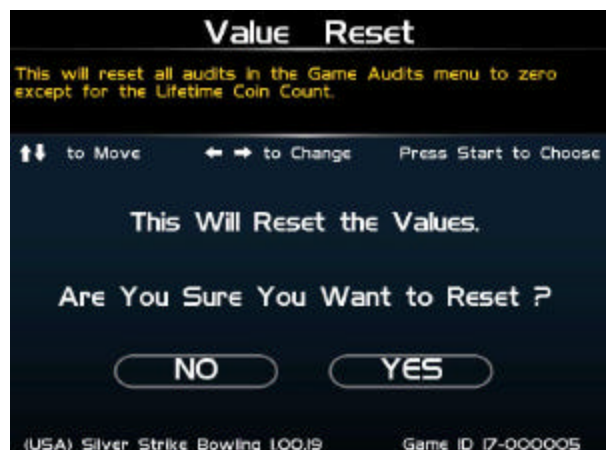 Value Reset
This will reset all audits in the Game Audits menu to zero
except for the Lifetime Coin Count.
to Move to Change Press Start to Choose
This Will Reset the Values.
Are You Sure You Want to Reset ?
NO YES
(USA) Silver Strike Bowling 1.00.19 Game ID 17-000005